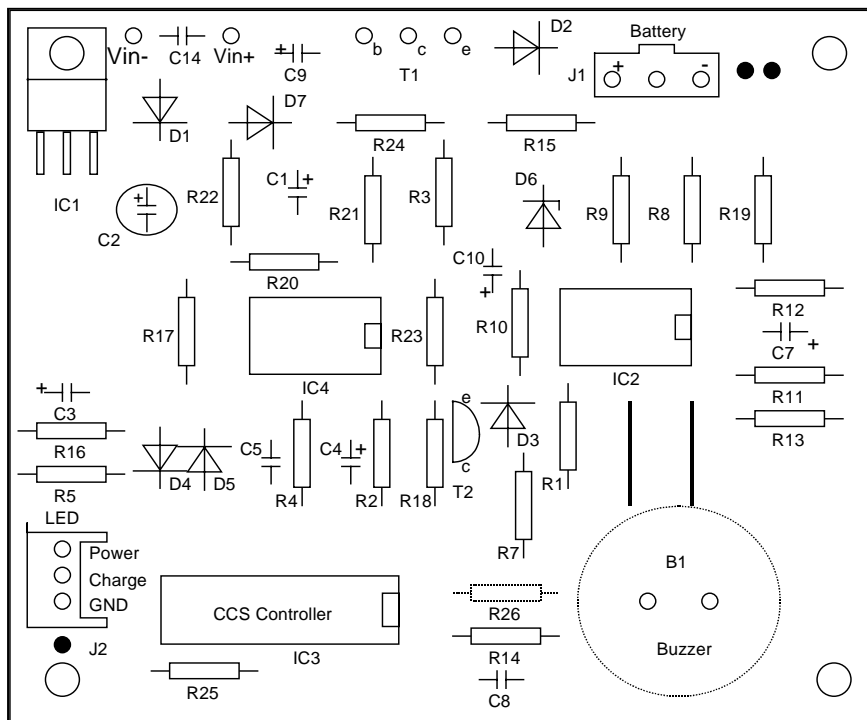 D2
Battery
Vin-
C14
Vin+
+
C9
b
c
e
T1
J1
+
-
D1
D7
R24
R15
IC1
C2
+
R22
C1
+
R21
R3
D6
R9
R8
R19
R20
C10
+
R12
R17
IC4
R23
R10
IC2
C7
+
+
C3
R11
R16
R13
e
D3
C5
C4
+
D4
D5
R4
R2
R18
c
T2
R1
R5
LED
Power
Charge
GND
J2
R7
B1
CCS Controller
IC3
R26
Buzzer
R14
R25
C8